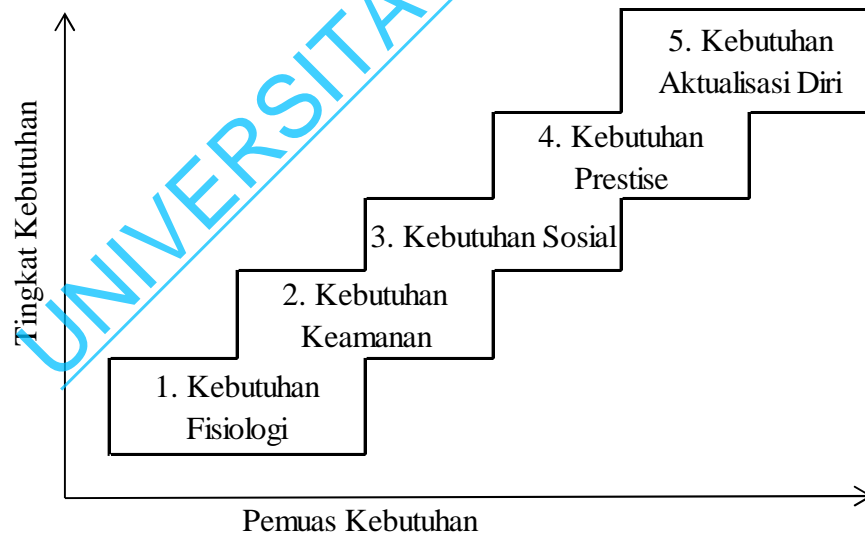 5. Kebutuhan
Aktualisasi Diri
4. Kebutuhan
Prestise
3. Kebutuhan Sosial
2. Kebutuhan
Keamanan
1. Kebutuhan
Fisiologi
Tingkat Kebutuhan
Pemuas Kebutuhan
UNIVERSITA